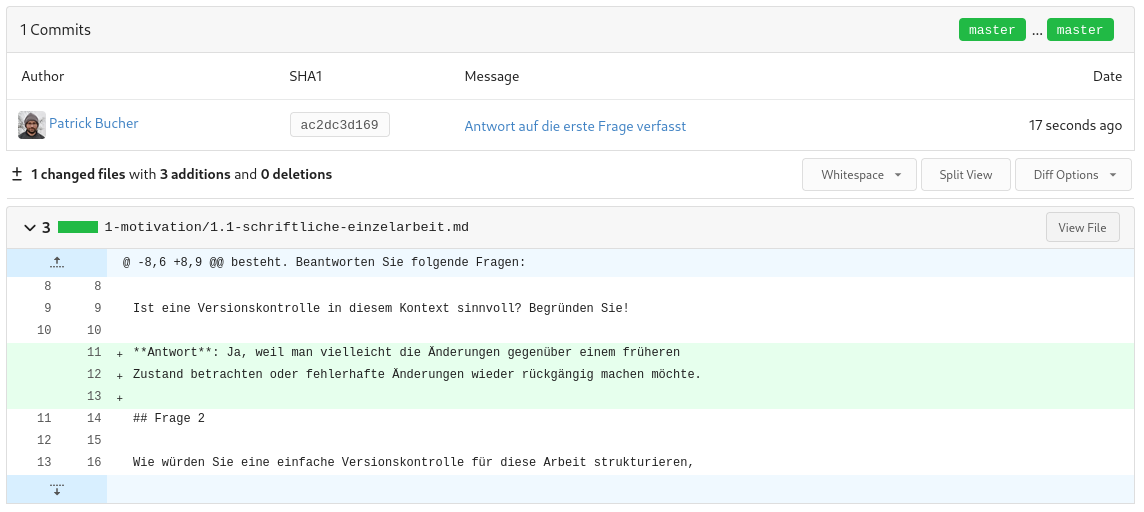 1 Commits master ... master
Author SHA1 Message Date
Patrick Bucher ac2dc3d169 Antwort auf die erste Frage verfasst 17 seconds ago
1 changed files with 3 additions and 0 deletions Whitespace Split View Diff Options
3 1-motivation/1.1-schriftliche-einzelarbeit.md View File
@ -8,6 +8,9 @@ besteht. Beantworten Sie folgende Fragen:
8 8
9 9 Ist eine Versionskontrolle in diesem Kontext sinnvoll? Begründen Sie!
10 10
11 + **Antwort**: Ja, weil man vielleicht die Änderungen gegenüber einem früheren
12 + Zustand betrachten oder fehlerhafte Änderungen wieder rückgängig machen möchte.
13 +
11 14 ## Frage 2
12 15
13 16 Wie würden Sie eine einfache Versionskontrolle für diese Arbeit strukturieren,